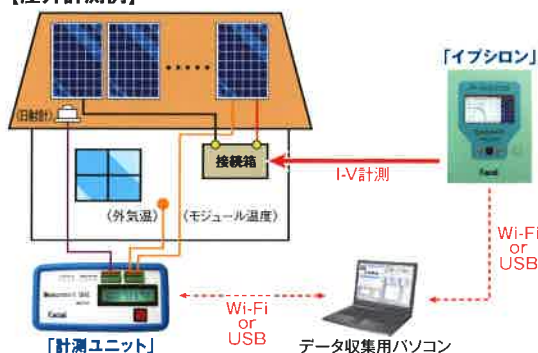 【屋外計測例】
「イプシロン」
(日射計)
接続箱
I-V計測
(外気温)
(モジュール温度)
Wi-Fi
or
USB
Wi-Fi
or
USB
「計測ユニット」
データ収集用パソコン